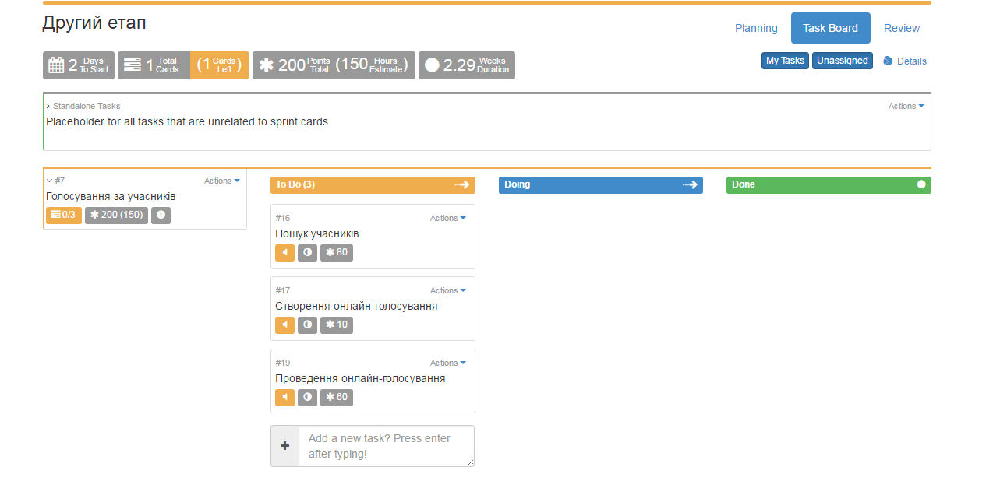 Другий етап
Planning
Task Board
Review
2 Days To Start
1 Total Cards (1 Cards Left)
200 Points Total (150 Hours Estimate)
2.29 Weeks Duration
My Tasks
Unassigned
Details
Standalone Tasks
Actions
Placeholder for all tasks that are unrelated to sprint cards
#7
Actions
Голосування за учасників
0/3
200 (150)
To Do (3)
Doing
Done
#16
Actions
Пошук учасників
80
#17
Actions
Створення онлайн-голосування
10
#19
Actions
Проведення онлайн-голосування
60
Add a new task? Press enter
after typing!